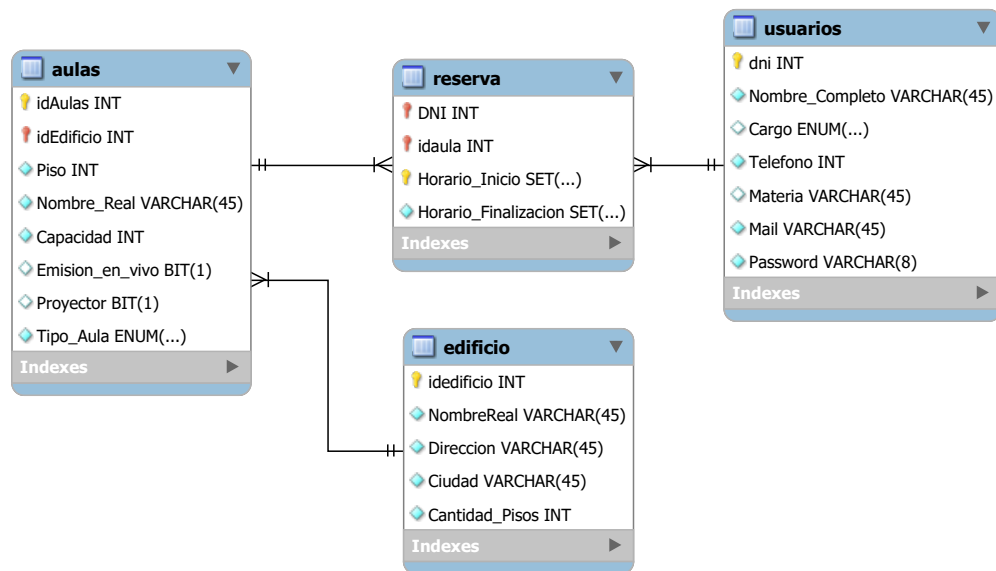 aulas
idAulas INT
idEdificio INT
Piso INT
Nombre_Real VARCHAR(45)
Capacidad INT
Emision_en_vivo BIT(1)
Proyector BIT(1)
Tipo_Aula ENUM(...)
Indexes
reserva
DNI INT
idaula INT
Horario_Inicio SET(...)
Horario_Finalizacion SET(...)
Indexes
usuarios
dni INT
Nombre_Completo VARCHAR(45)
Cargo ENUM(...)
Telefono INT
Materia VARCHAR(45)
Mail VARCHAR(45)
Password VARCHAR(8)
Indexes
edificio
idedificio INT
NombreReal VARCHAR(45)
Direccion VARCHAR(45)
Ciudad VARCHAR(45)
Cantidad_Pisos INT
Indexes